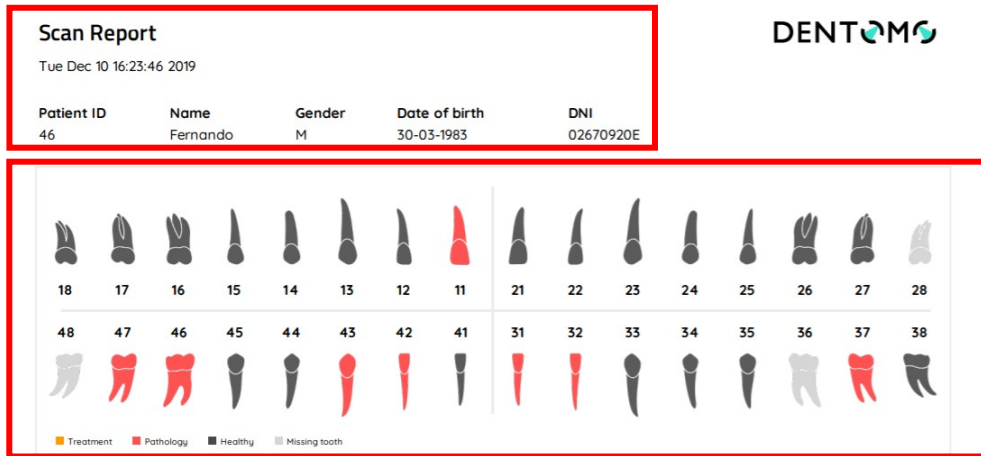 Scan Report
DENTOMO
Tue Dec 10 16:23:46 2019
Patient ID Name Gender Date of birth DNI
46 Fernando M 30-03-1983 02670920E
18 17 16 15 14 13 12 11 21 22 23 24 25 26 27 28
48 47 46 45 44 43 42 41 31 32 33 34 35 36 37 38
Treatment Pathology Healthy Missing tooth